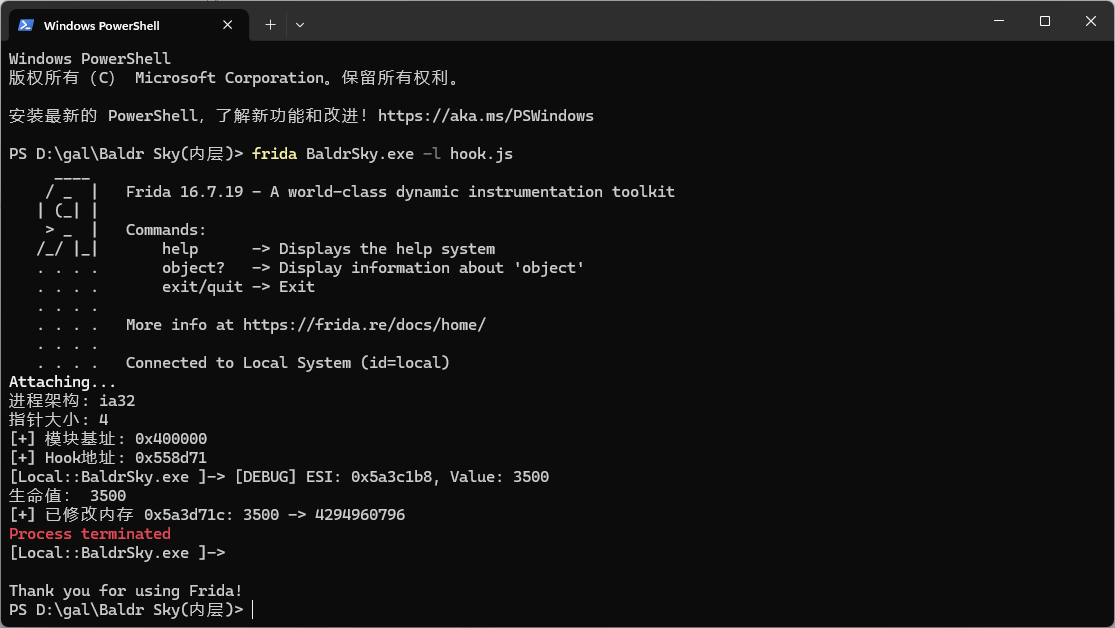 Windows PowerShell
Windows PowerShell
版权所有 (C) Microsoft Corporation。保留所有权利。
安装最新的 PowerShell，了解新功能和改进！https://aka.ms/PSWindows
PS D:\gal\Baldr Sky(内层)> frida BaldrSky.exe -l hook.js
     ____
    / _  |   Frida 16.7.19 - A world-class dynamic instrumentation toolkit
   | (_| |
    > _  |   Commands:
   /_/ |_|       help      -> Displays the help system
   . . . .       object?   -> Display information about 'object'
   . . . .       exit/quit -> Exit
   . . . .
   . . . .   More info at https://frida.re/docs/home/
   . . . .
   . . . .   Connected to Local System (id=local)
Attaching...
进程架构: ia32
指针大小: 4
[+] 模块基址: 0x400000
[+] Hook地址: 0x558d71
[Local::BaldrSky.exe ]-> [DEBUG] ESI: 0x5a3c1b8, Value: 3500
生命值:  3500
[+] 已修改内存 0x5a3d71c: 3500 -> 4294960796
Process terminated
[Local::BaldrSky.exe ]->
Thank you for using Frida!
PS D:\gal\Baldr Sky(内层)>